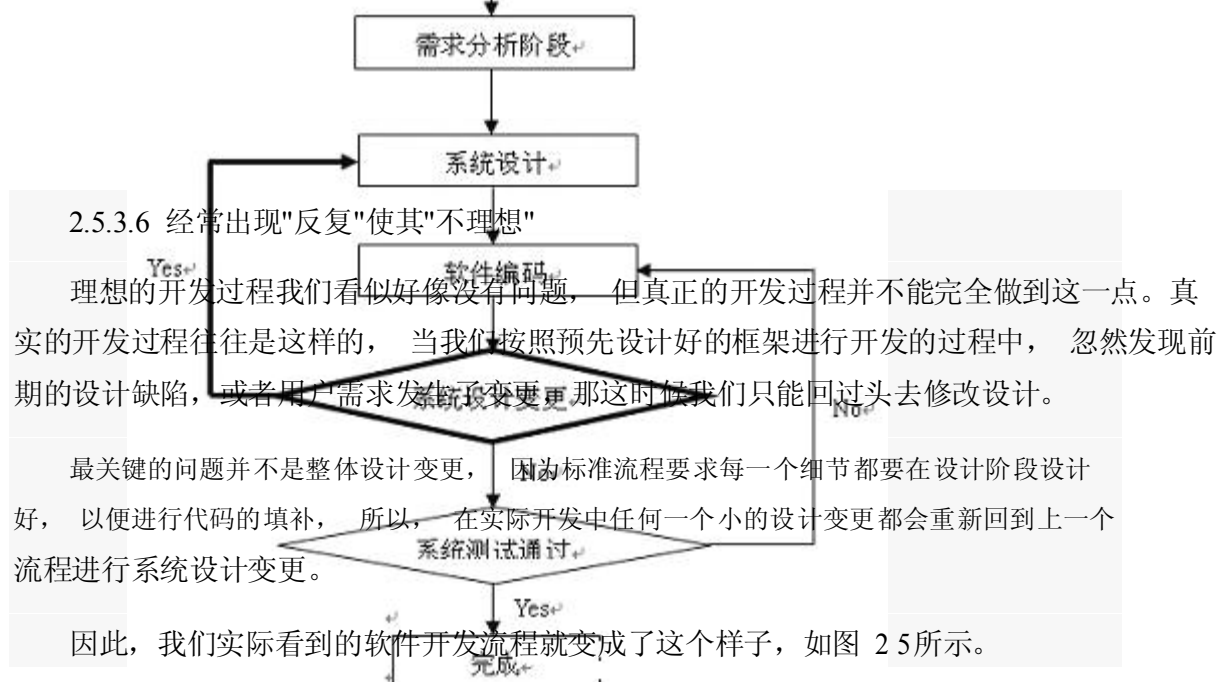 需求分析阶段
系统设计
2.5.3.6 经常出现"反复"使其"不理想"
Yes
软件编码
理想的开发过程我们看似好像没有问题， 但真正的开发过程并不能完全做到这一点。真
实的开发过程往往是这样的， 当我们按照预先设计好的框架进行开发的过程中， 忽然发现前
期的设计缺陷，或者用户需求发生了变更，那这时候我们只能回过头去修改设计。
系统设计变更
No
最关键的问题并不是整体设计变更， 因为标准流程要求每一个细节都要在设计阶段设计
No
好， 以便进行代码的填补， 所以， 在实际开发中任何一个小的设计变更都会重新回到上一个
系统测试通过
流程进行系统设计变更。
Yes
因此，我们实际看到的软件开发流程就变成了这个样子，如图 2 5所示。
完成